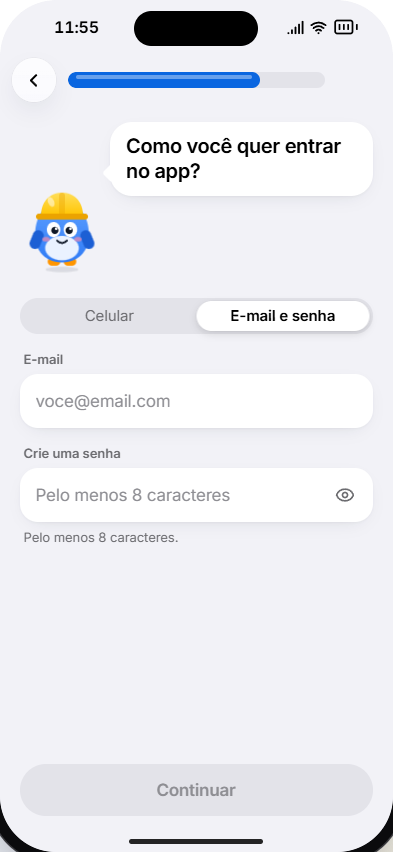 11:55
Como você quer entrar
no app?
Celular
E-mail e senha
E-mail
voce@email.com
Crie uma senha
Pelo menos 8 caracteres
Pelo menos 8 caracteres.
Continuar